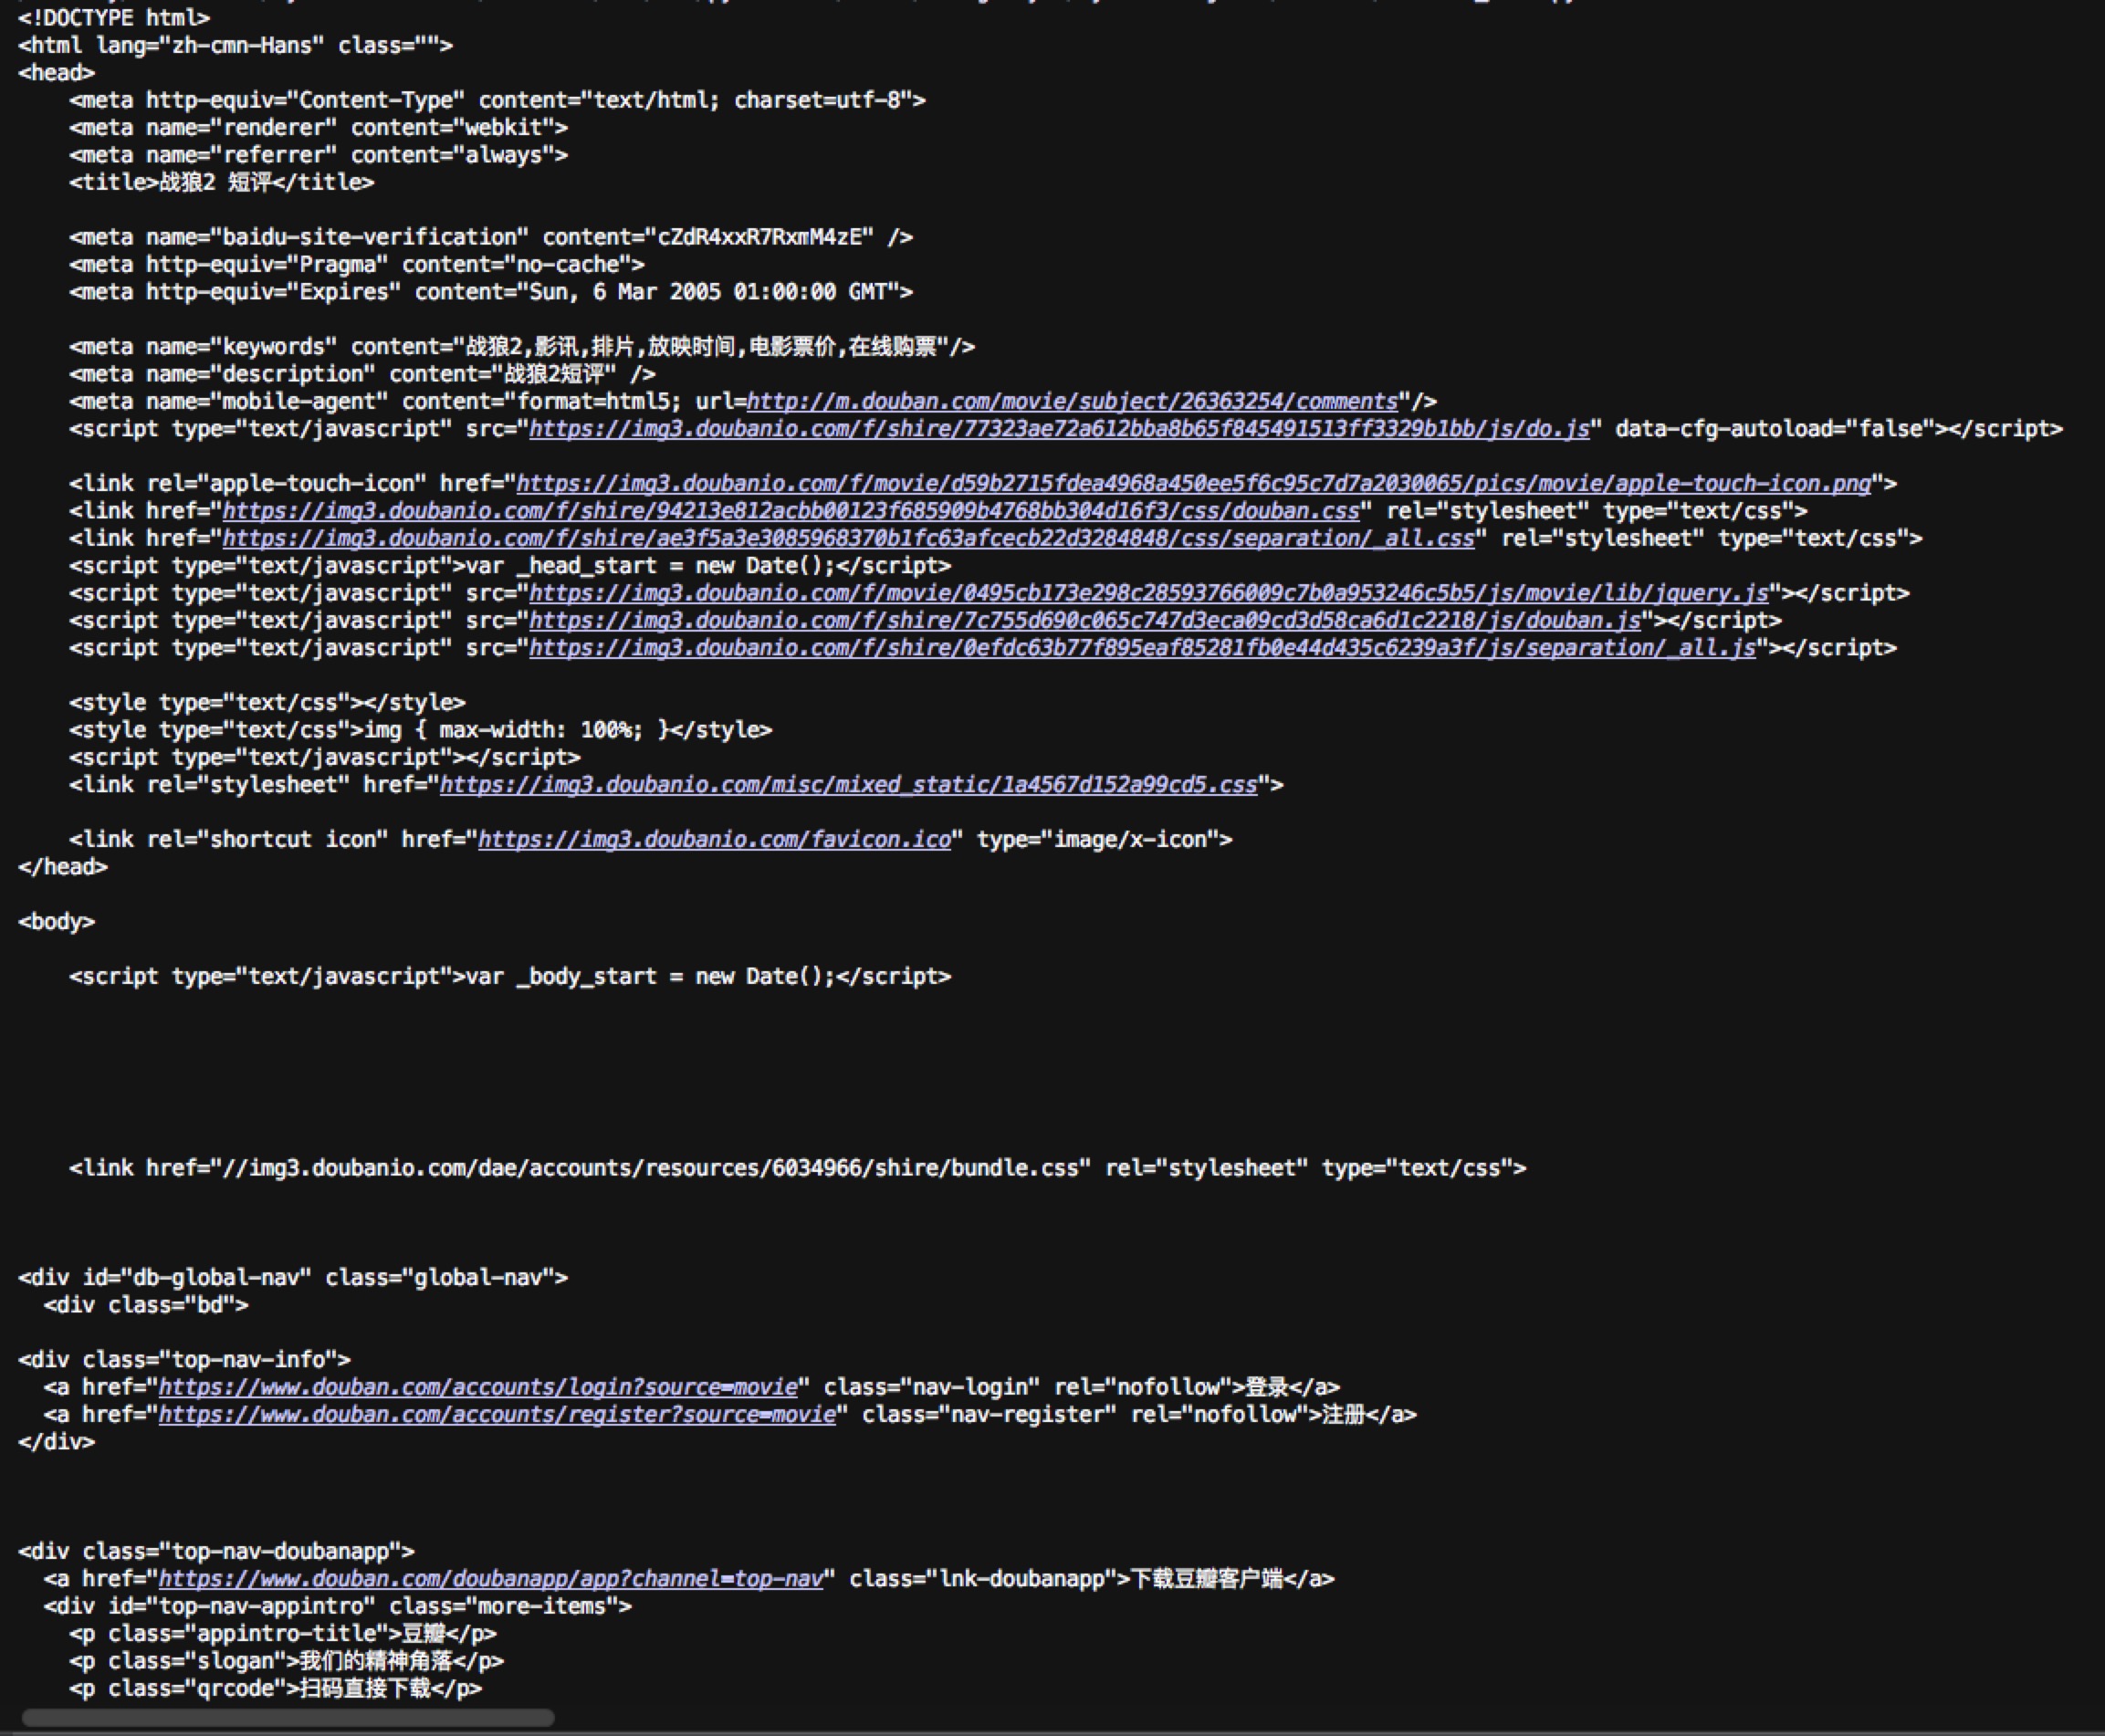 <!DOCTYPE html>
<html lang="zh-cmn-Hans" class="">
<head>
    <meta http-equiv="Content-Type" content="text/html; charset=utf-8">
    <meta name="renderer" content="webkit">
    <meta name="referrer" content="always">
    <title>战狼2 短评</title>
    <meta name="baidu-site-verification" content="cZdR4xxR7RxmM4zE" />
    <meta http-equiv="Pragma" content="no-cache">
    <meta http-equiv="Expires" content="Sun, 6 Mar 2005 01:00:00 GMT">
    <meta name="keywords" content="战狼2,影讯,排片,放映时间,电影票价,在线购票"/>
    <meta name="description" content="战狼2短评" />
    <meta name="mobile-agent" content="format=html5; url=http://m.douban.com/movie/subject/26363254/comments"/>
    <script type="text/javascript" src="https://img3.doubanio.com/f/shire/77323ae72a612bba8b65f845491513ff3329b1bb/js/do.js" data-cfg-autoload="false"></script>
    <link rel="apple-touch-icon" href="https://img3.doubanio.com/f/movie/d59b2715fdea4968a450ee5f6c95c7d7a2030065/pics/movie/apple-touch-icon.png">
    <link href="https://img3.doubanio.com/f/shire/94213e812acbb00123f685909b4768bb304d16f3/css/douban.css" rel="stylesheet" type="text/css">
    <link href="https://img3.doubanio.com/f/shire/ae3f5a3e3085968370b1fc63afcecb22d3284848/css/separation/_all.css" rel="stylesheet" type="text/css">
    <script type="text/javascript">var _head_start = new Date();</script>
    <script type="text/javascript" src="https://img3.doubanio.com/f/movie/0495cb173e298c28593766009c7b0a953246c5b5/js/movie/lib/jquery.js"></script>
    <script type="text/javascript" src="https://img3.doubanio.com/f/shire/7c755d690c065c747d3eca09cd3d58ca6d1c2218/js/douban.js"></script>
    <script type="text/javascript" src="https://img3.doubanio.com/f/shire/0efdc63b77f895eaf85281fb0e44d435c6239a3f/js/separation/_all.js"></script>
    <style type="text/css"></style>
    <style type="text/css">img { max-width: 100%; }</style>
    <script type="text/javascript"></script>
    <link rel="stylesheet" href="https://img3.doubanio.com/misc/mixed_static/1a4567d152a99cd5.css">
    <link rel="shortcut icon" href="https://img3.doubanio.com/favicon.ico" type="image/x-icon">
</head>
<body>
    <script type="text/javascript">var _body_start = new Date();</script>
    <link href="//img3.doubanio.com/dae/accounts/resources/6034966/shire/bundle.css" rel="stylesheet" type="text/css">
<div id="db-global-nav" class="global-nav">
  <div class="bd">
<div class="top-nav-info">
  <a href="https://www.douban.com/accounts/login?source=movie" class="nav-login" rel="nofollow">登录</a>
  <a href="https://www.douban.com/accounts/register?source=movie" class="nav-register" rel="nofollow">注册</a>
</div>
<div class="top-nav-doubanapp">
  <a href="https://www.douban.com/doubanapp/app?channel=top-nav" class="lnk-doubanapp">下载豆瓣客户端</a>
  <div id="top-nav-appintro" class="more-items">
    <p class="appintro-title">豆瓣</p>
    <p class="slogan">我们的精神角落</p>
    <p class="qrcode">扫码直接下载</p>